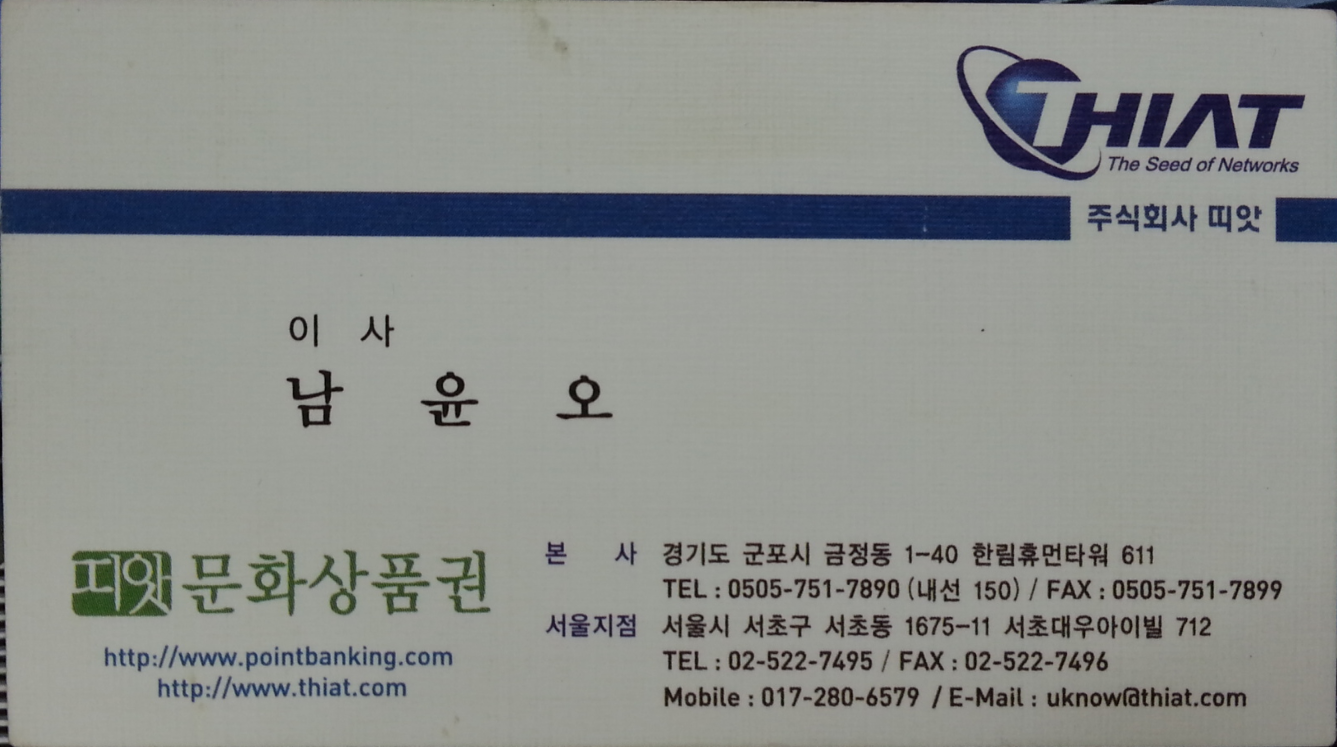 THIAT
The Seed of Networks
주식회사 띠앗
이 사
남 윤 오
띠앗 문화상품권
http://www.pointbanking.com
http://www.thiat.com
본 사 경기도 군포시 금정동 1-40 한림휴먼타워 611
TEL : 0505-751-7890 (내선 150) / FAX : 0505-751-7899
서울지점 서울시 서초구 서초동 1675-11 서초대우아이빌 712
TEL : 02-522-7495 / FAX : 02-522-7496
Mobile : 017-280-6579 / E-Mail : uknow@thiat.com